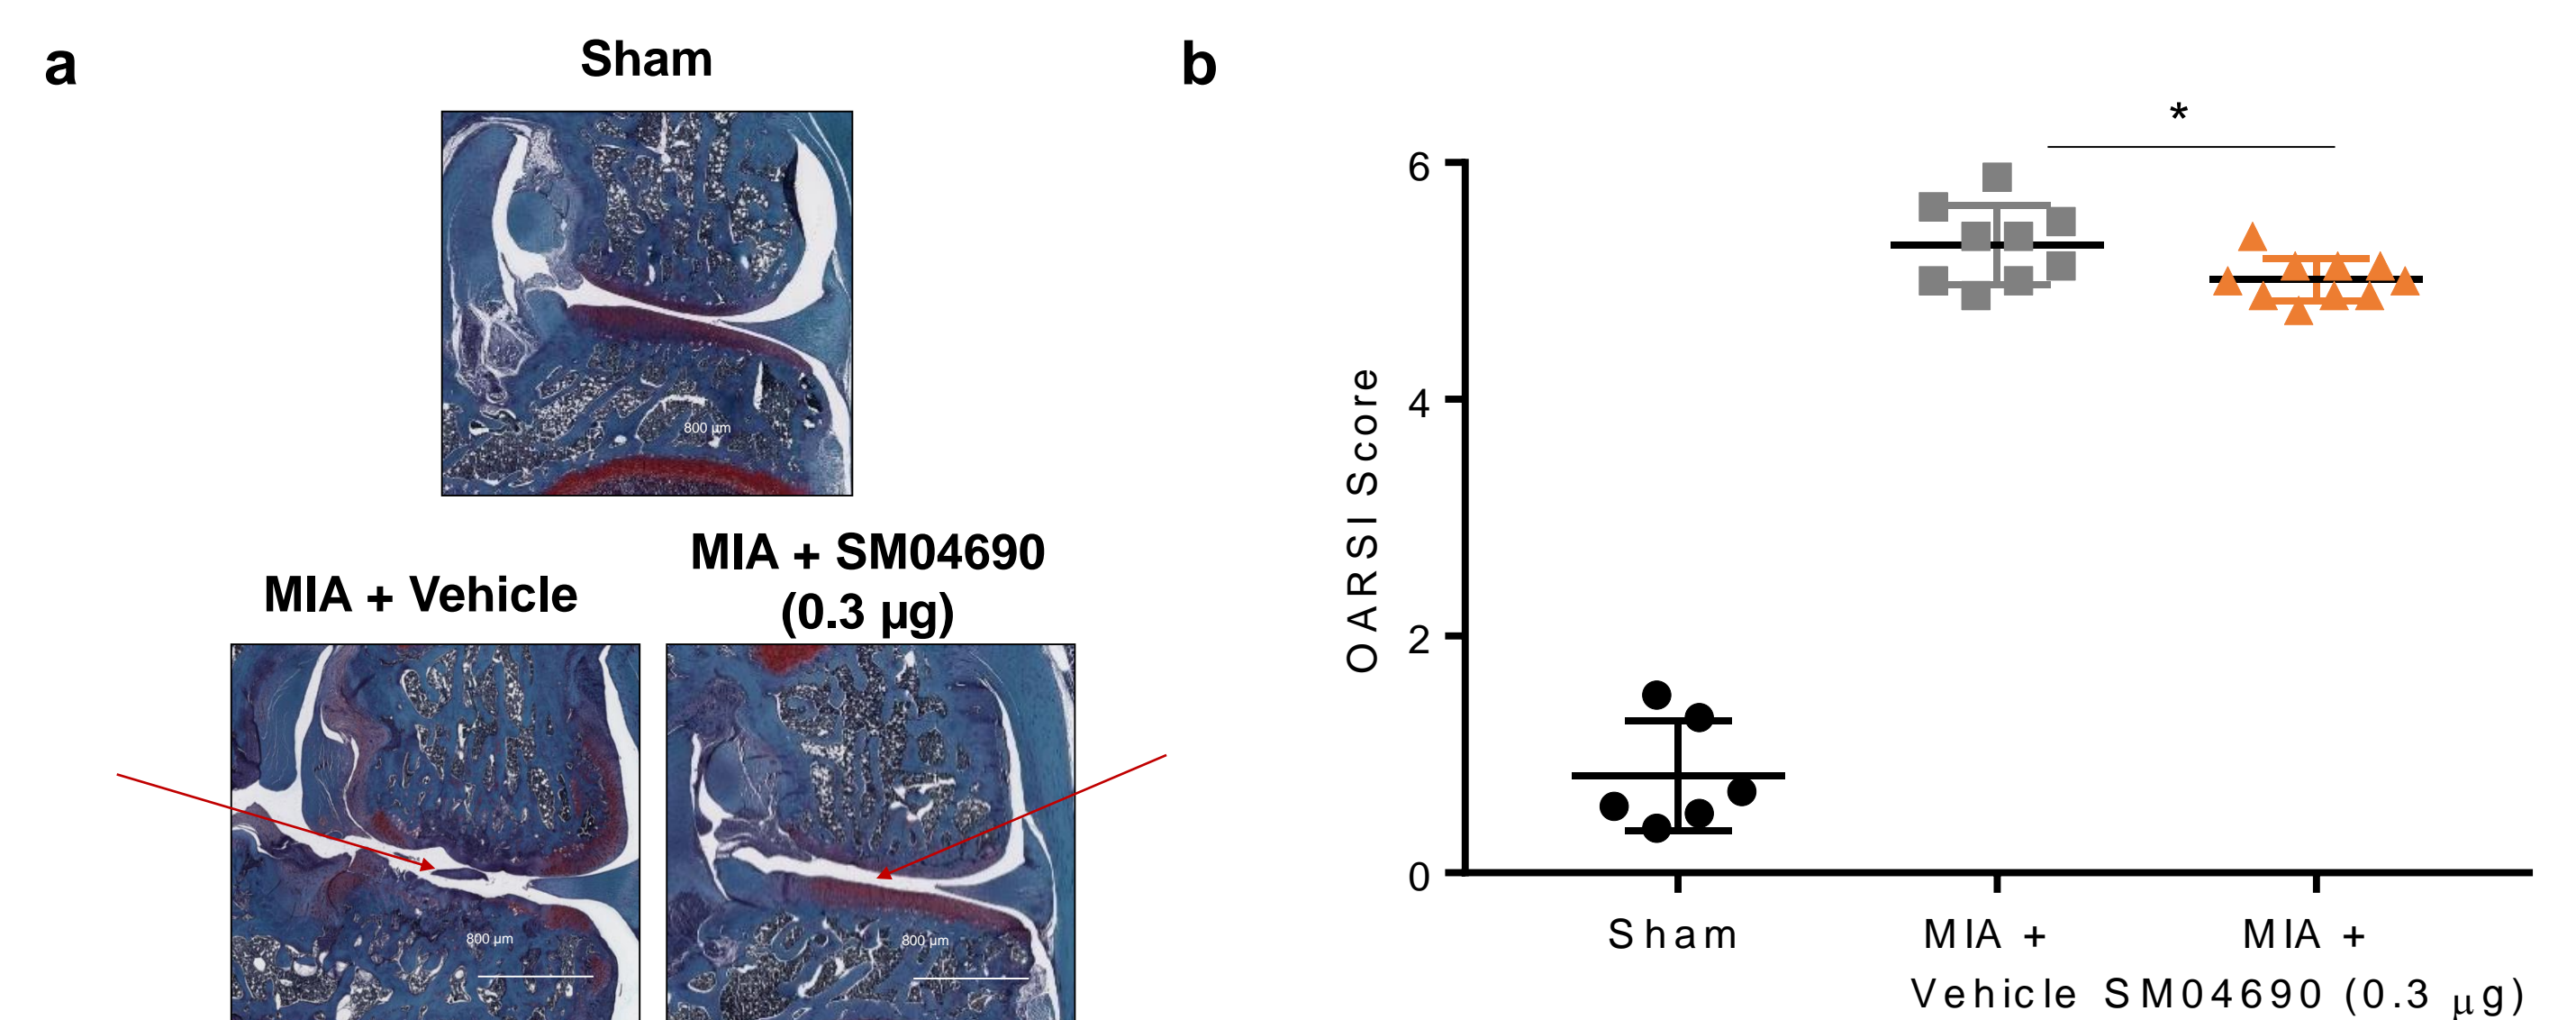 a
Sham
800 µm
MIA + Vehicle
MIA + SM04690
(0.3 µg)
800 µm
800 µm
b
*
6
4
2
0
OARSI Score
Sham
MIA +
Vehicle
MIA +
SM04690 (0.3 µg)